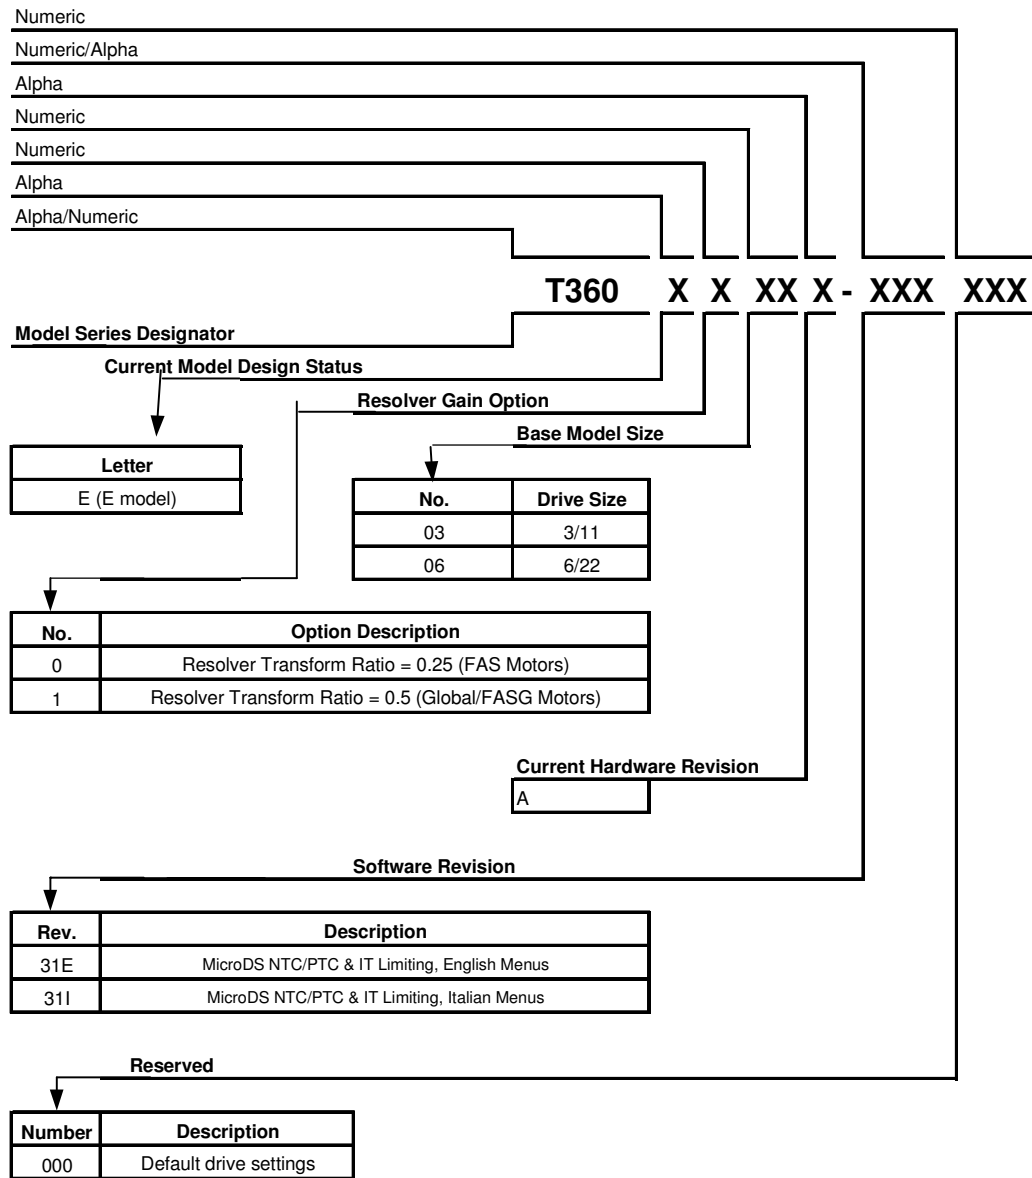 Numeric
Numeric/Alpha
Alpha
Numeric
Numeric
Alpha
Alpha/Numeric
T360 X X XX X - XXX XXX
Model Series Designator
Current Model Design Status
Resolver Gain Option
Base Model Size
Letter
E (E model)
No. Drive Size
03 3/11
06 6/22
No. Option Description
0 Resolver Transform Ratio = 0.25 (FAS Motors)
1 Resolver Transform Ratio = 0.5 (Global/FASG Motors)
Current Hardware Revision
A
Software Revision
Rev. Description
31E MicroDS NTC/PTC & IT Limiting, English Menus
31I MicroDS NTC/PTC & IT Limiting, Italian Menus
Reserved
Number Description
000 Default drive settings